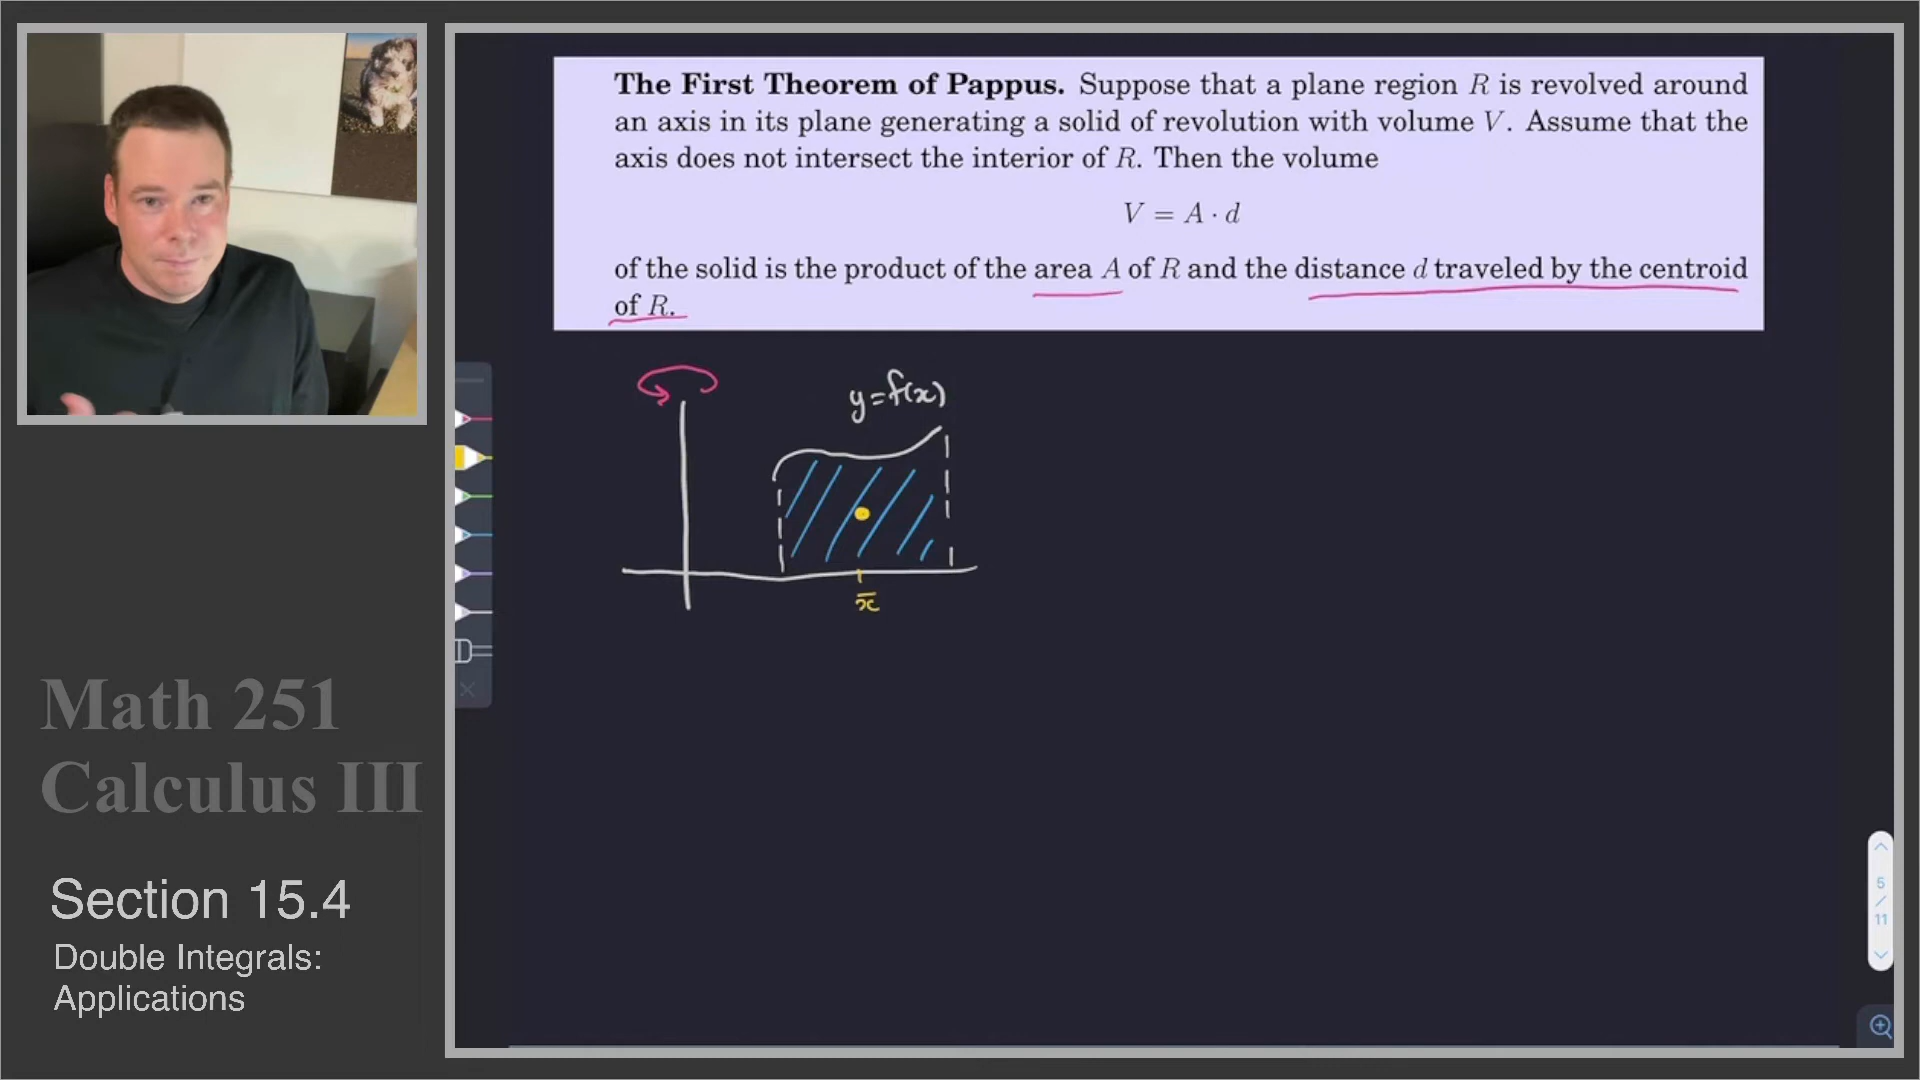 The First Theorem of Pappus. Suppose that a plane region R is revolved around
an axis in its plane generating a solid of revolution with volume V. Assume that the
axis does not intersect the interior of R. Then the volume
V = A · d
of the solid is the product of the area A of R and the distance d traveled by the centroid
of R.
y=f(x)
x̄
Math 251
Calculus III
Section 15.4
Double Integrals:
Applications
5
/
11